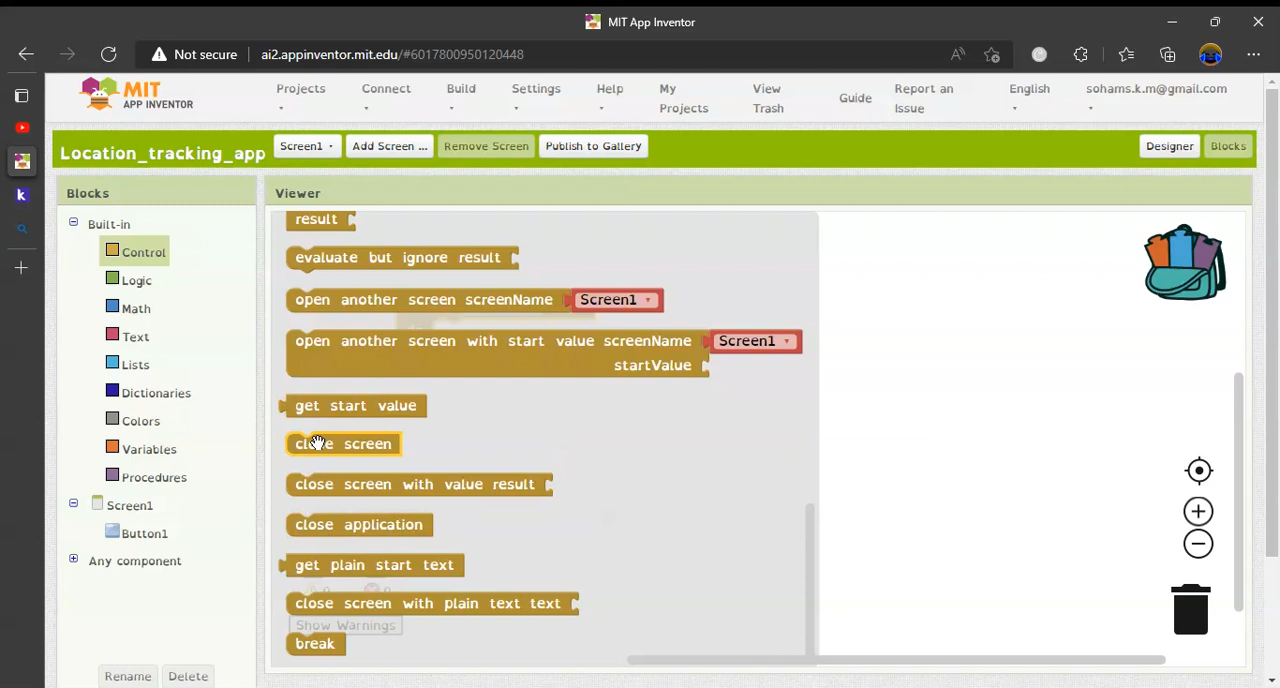 MIT App Inventor
Not secure
ai2.appinventor.mit.edu/#6017800950120448
MIT
APP INVENTOR
Projects
Connect
Build
Settings
Help
My
Projects
View
Trash
Guide
Report an
Issue
English
sohams.k.m@gmail.com
Location_tracking_app
Screen1
Add Screen ...
Remove Screen
Publish to Gallery
Designer
Blocks
Blocks
Viewer
Built-in
Control
Logic
Math
Text
Lists
Dictionaries
Colors
Variables
Procedures
Screen1
Button1
Any component
Rename
Delete
result
evaluate but ignore result
open another screen screenName Screen1
open another screen with start value screenName Screen1
startValue
get start value
close screen
close screen with value result
close application
get plain start text
0 0
close screen with plain text text
Show Warnings
break